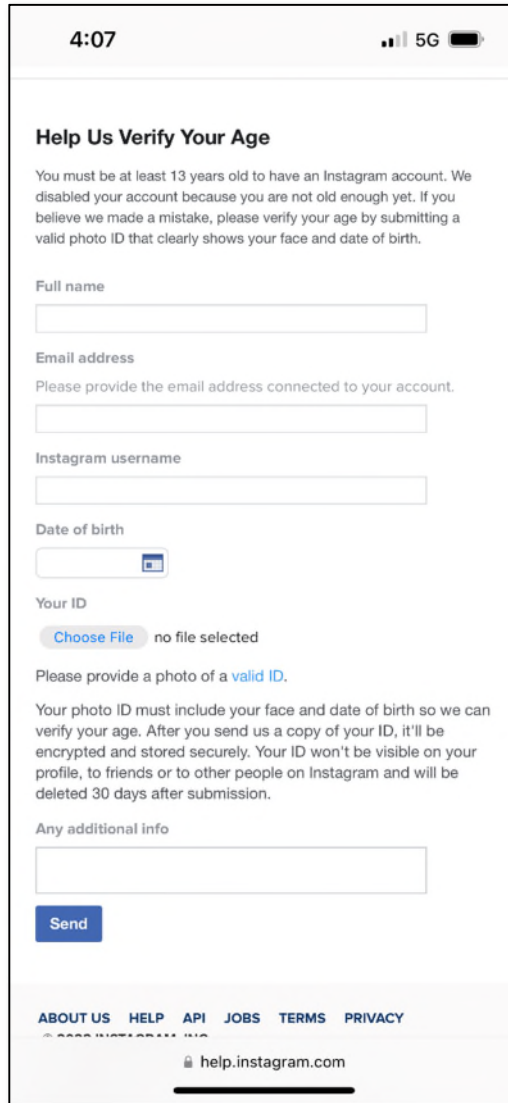 4:07 5G
Help Us Verify Your Age
You must be at least 13 years old to have an Instagram account. We
disabled your account because you are not old enough yet. If you
believe we made a mistake, please verify your age by submitting a
valid photo ID that clearly shows your face and date of birth.
Full name
Email address
Please provide the email address connected to your account.
Instagram username
Date of birth
Your ID
Choose File no file selected
Please provide a photo of a valid ID.
Your photo ID must include your face and date of birth so we can
verify your age. After you send us a copy of your ID, it'll be
encrypted and stored securely. Your ID won't be visible on your
profile, to friends or to other people on Instagram and will be
deleted 30 days after submission.
Any additional info
Send
ABOUT US HELP API JOBS TERMS PRIVACY
help.instagram.com